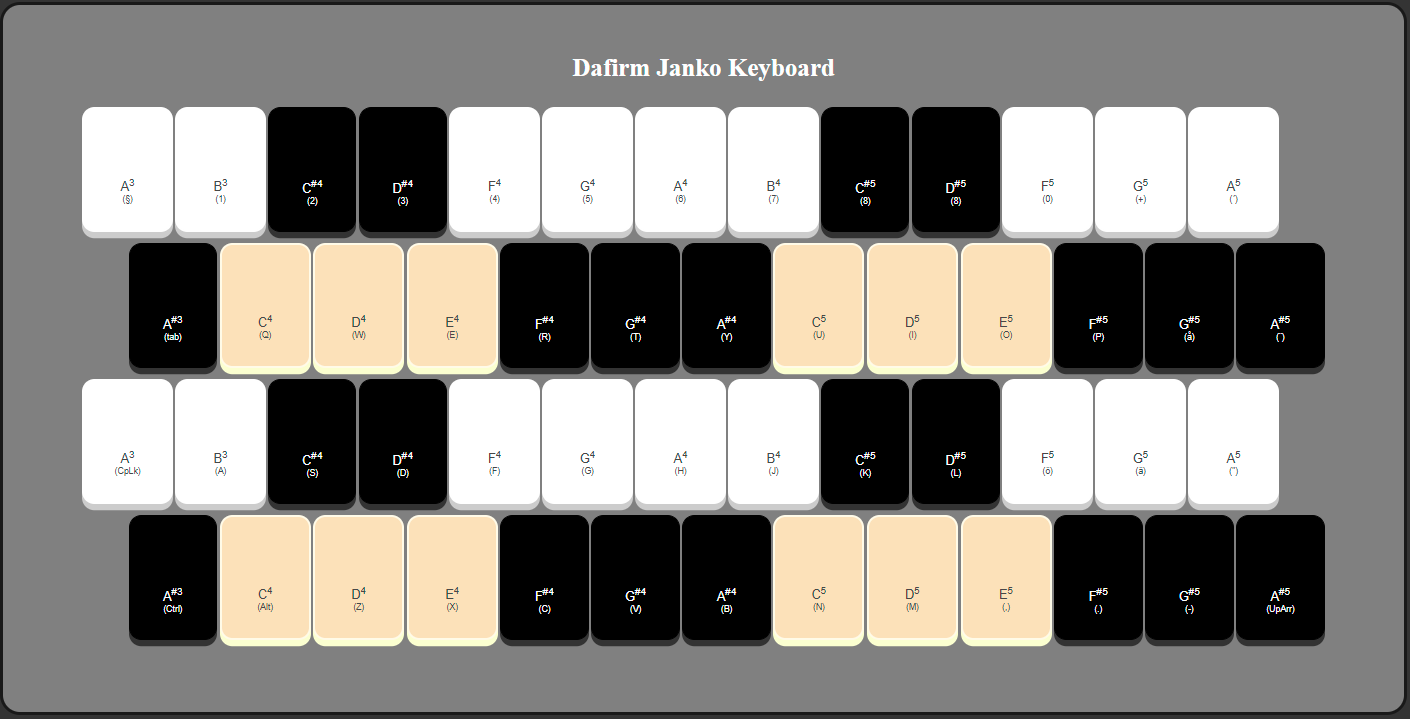 Dafirm Janko Keyboard
A3 B3 C#4 D#4 F4 G4 A4 B4 C#5 D#5 F5 G5 A5
(§) (1) (2) (3) (4) (5) (6) (7) (8) (8) (0) (+) (´)
A#3 C4 D4 E4 F#4 G#4 A#4 C5 D5 E5 F#5 G#5 A#5
(tab) (Q) (W) (E) (R) (T) (Y) (U) (I) (O) (P) (å) (¨)
A3 B3 C#4 D#4 F4 G4 A4 B4 C#5 D#5 F5 G5 A5
(CpLk) (A) (S) (D) (F) (G) (H) (J) (K) (L) (ö) (ä) (")
A#3 C4 D4 E4 F#4 G#4 A#4 C5 D5 E5 F#5 G#5 A#5
(Ctrl) (Alt) (Z) (X) (C) (V) (B) (N) (M) (,) (.) (-) (UpArr)